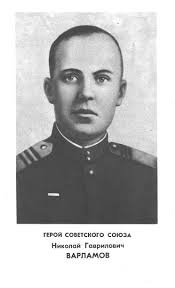 ГЕРОЙ СОВЕТСКОГО СОЮЗА
Николай Гаврилович
ВАРЛАМОВ